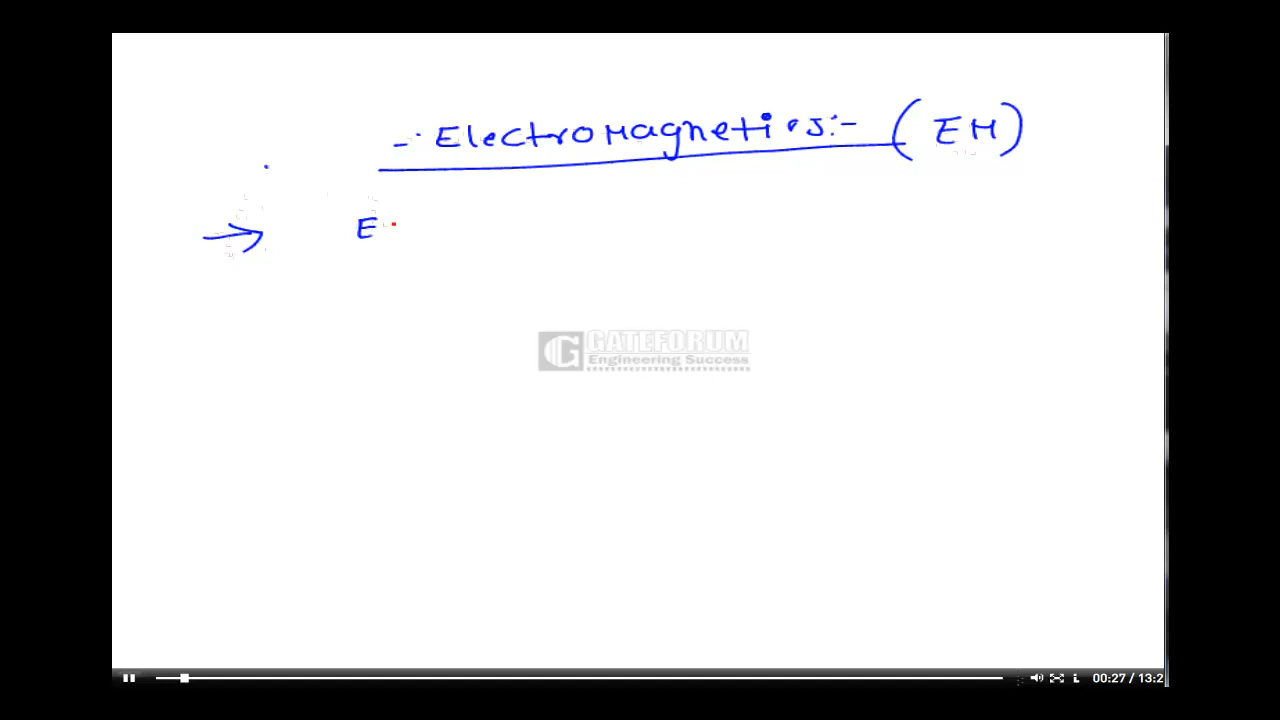 -. Electromagnetics:- (EM)
→ E
GATEFORUM
Engineering Success
00:27 / 13:2